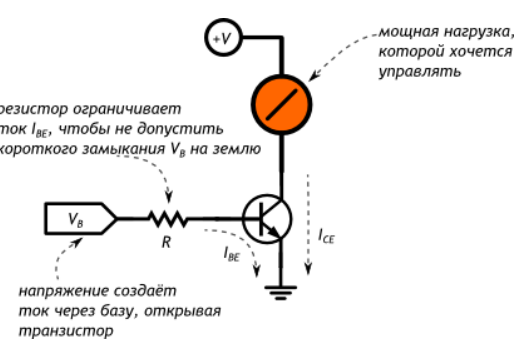 +V
мощная нагрузка,
которой хочется
управлять
резистор ограничивает
ток I_BE, чтобы не допустить
короткого замыкания V_B на землю
V_B
R
I_BE
I_CE
напряжение создаёт
ток через базу, открывая
транзистор